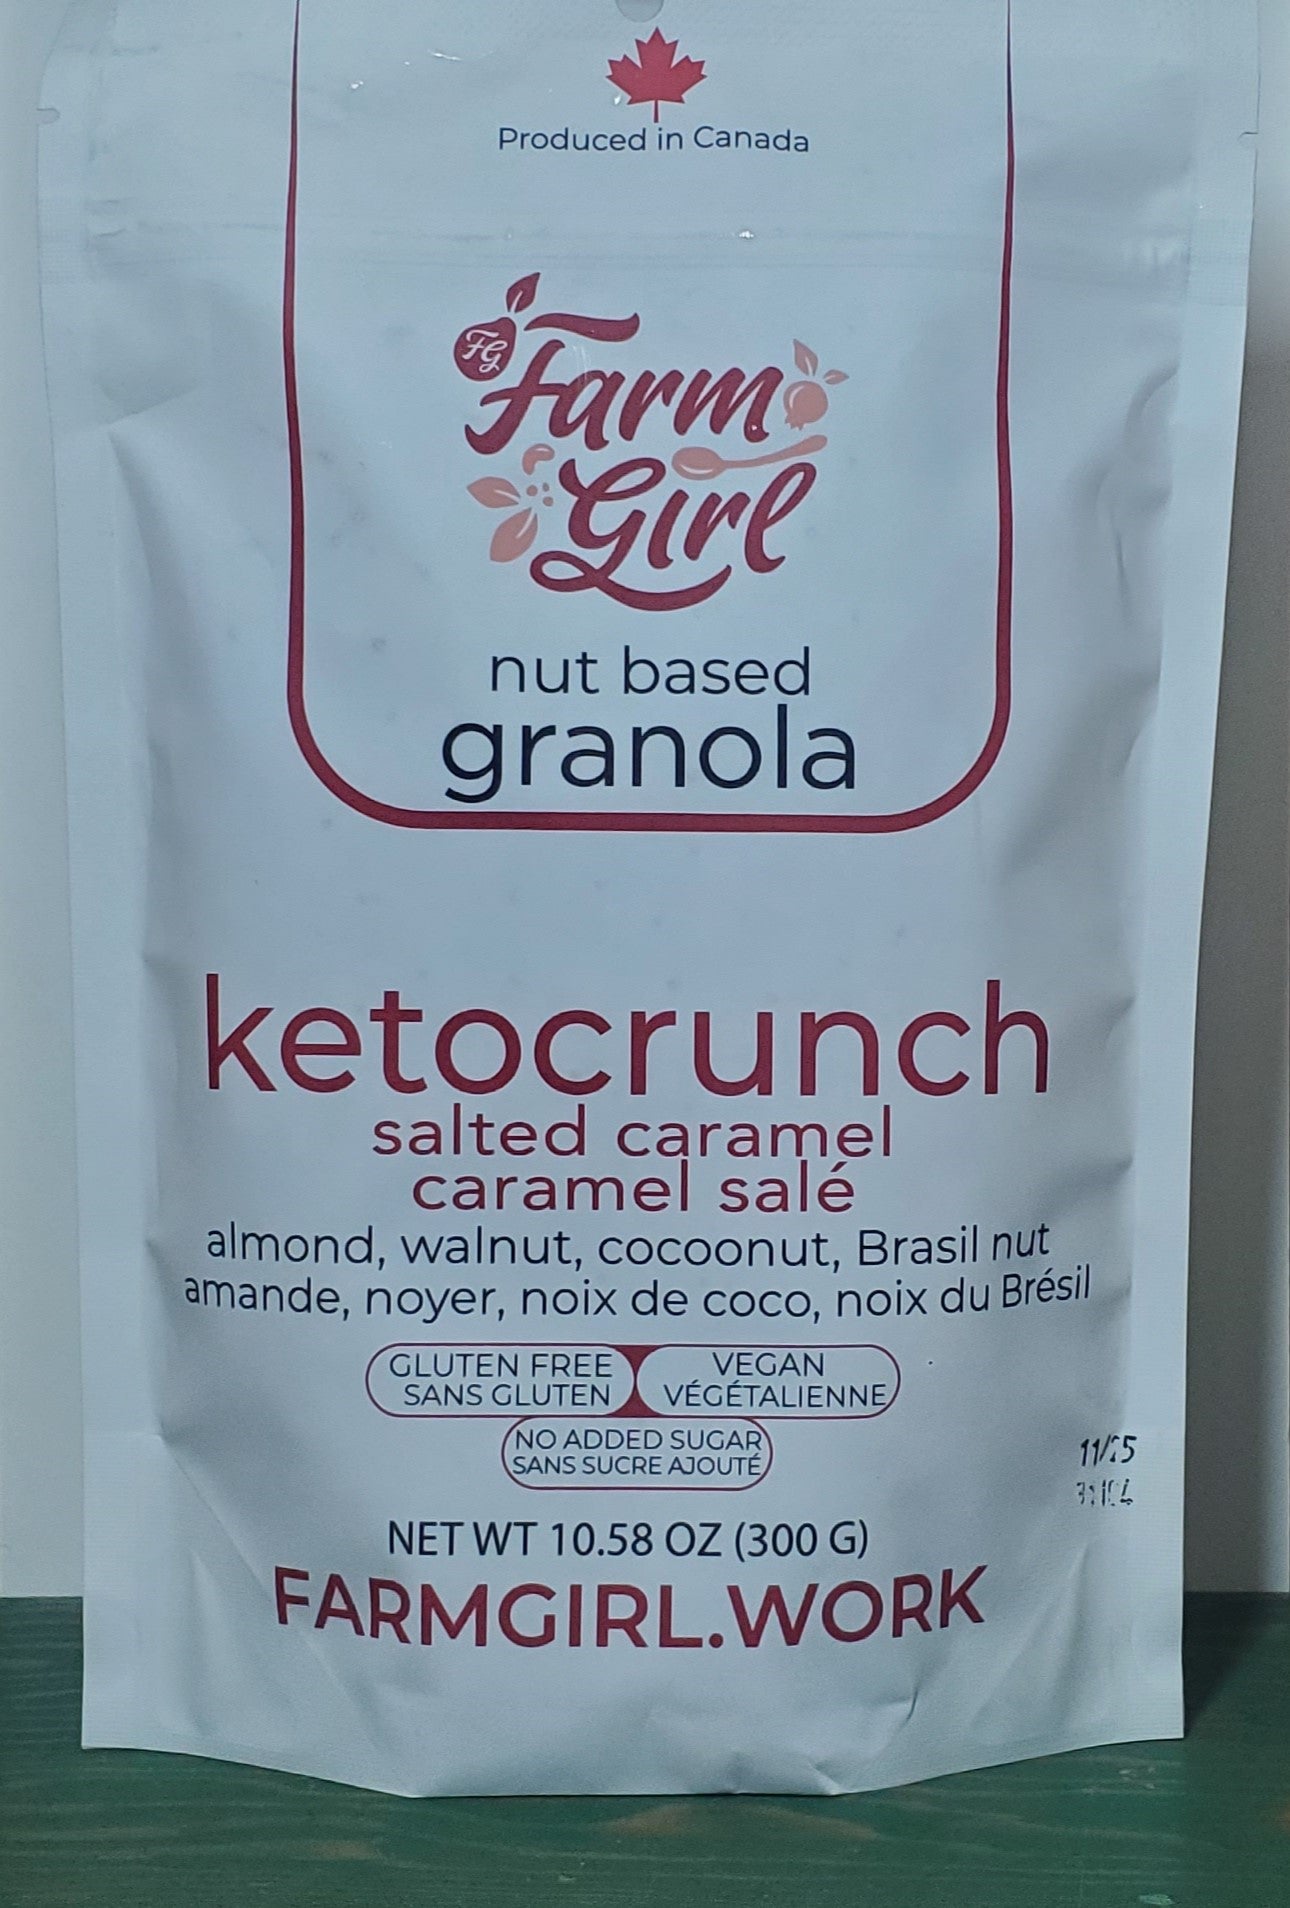 Produced in Canada
FG
Farm
Girl
nut based
granola
ketocrunch
salted caramel
caramel salé
almond, walnut, cocoonut, Brasil nut
amande, noyer, noix de coco, noix du Brésil
GLUTEN FREE
SANS GLUTEN
VEGAN
VÉGÉTALIENNE
NO ADDED SUGAR
SANS SUCRE AJOUTÉ
NET WT 10.58 OZ (300 G)
FARMGIRL.WORK